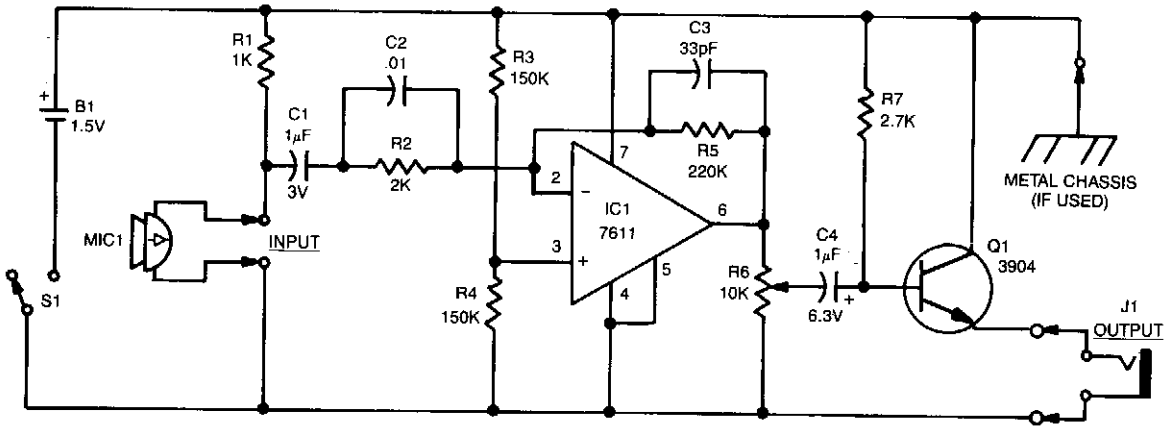 R1
1K
C2
.01
R3
150K
C3
33pF
+
B1
1.5V
C1
1μF
3V
R2
2K
R5
220K
R7
2.7K
7
2
−
IC1
7611
6
3
+
5
4
METAL CHASSIS
(IF USED)
MIC1
INPUT
S1
R4
150K
R6
10K
C4
1μF
+
6.3V
Q1
3904
J1
OUTPUT